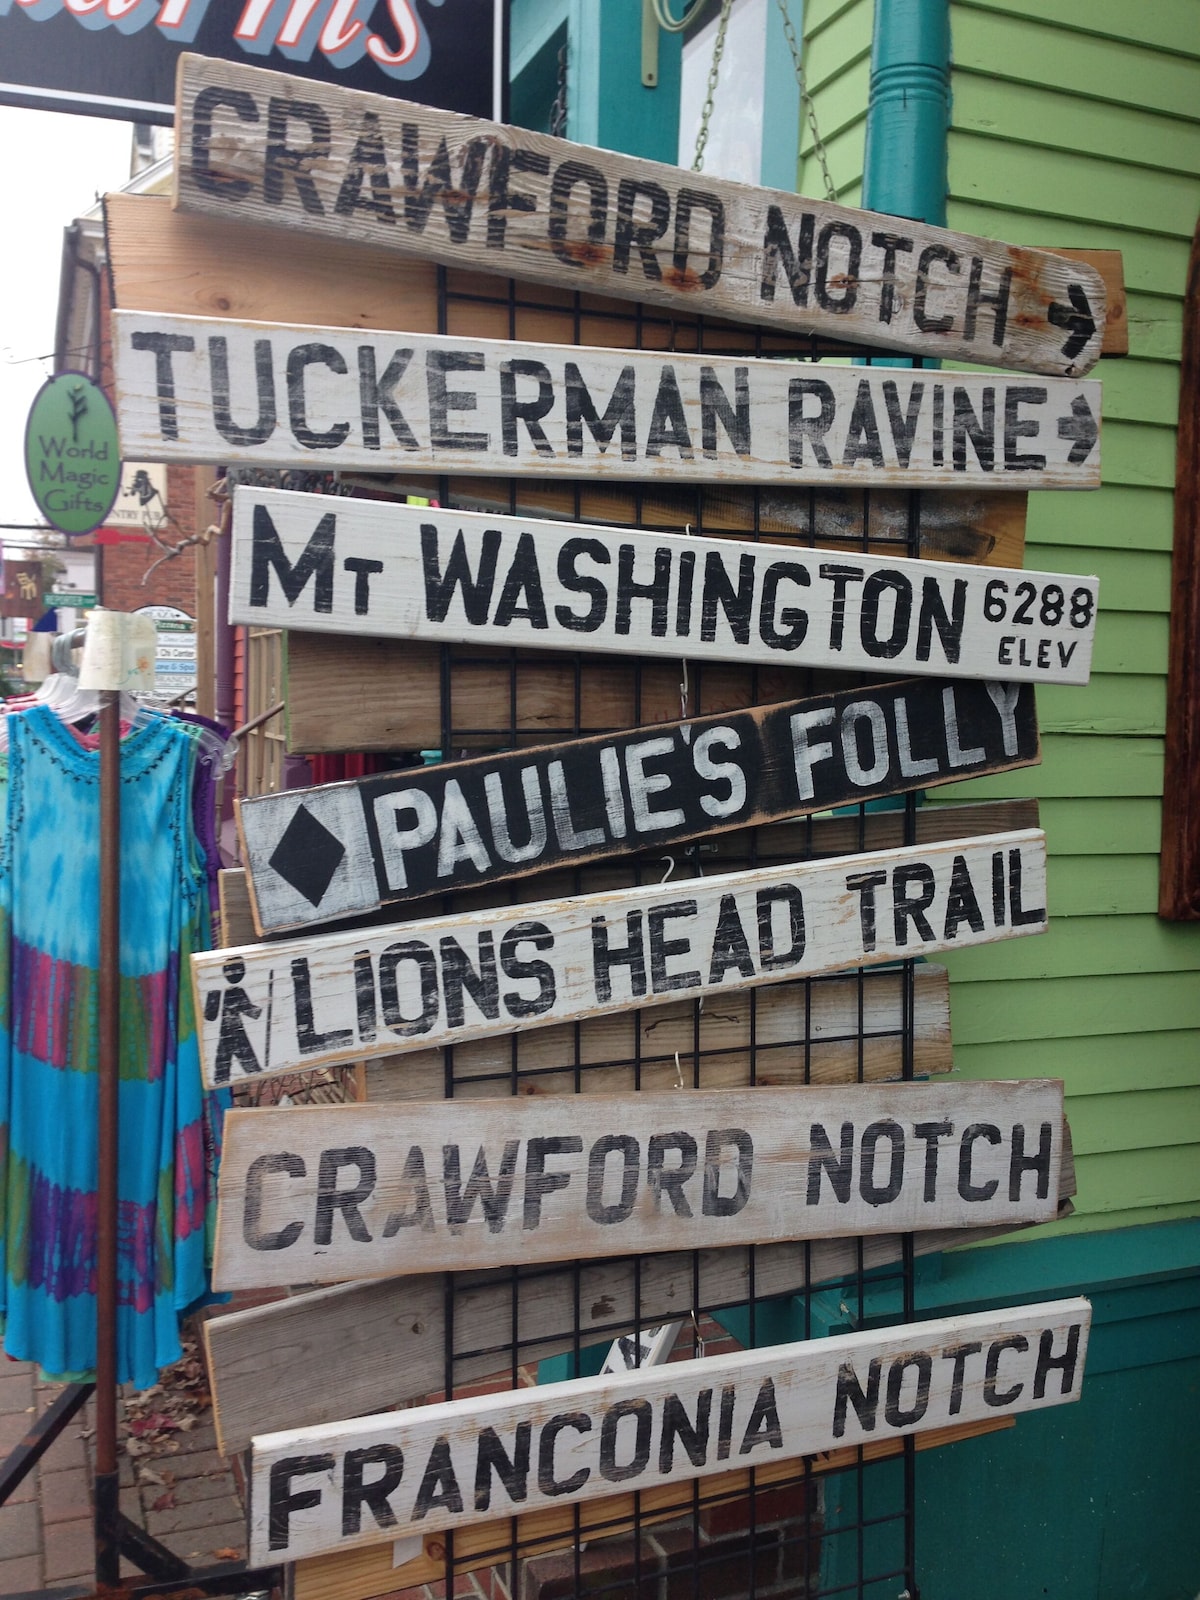 CRAWFORD NOTCH
TUCKERMAN RAVINE
MT WASHINGTON 6288 ELEV
PAULIE'S FOLLY
LIONS HEAD TRAIL
CRAWFORD NOTCH
FRANCONIA NOTCH
World
Magic
Gifts
REPORTER